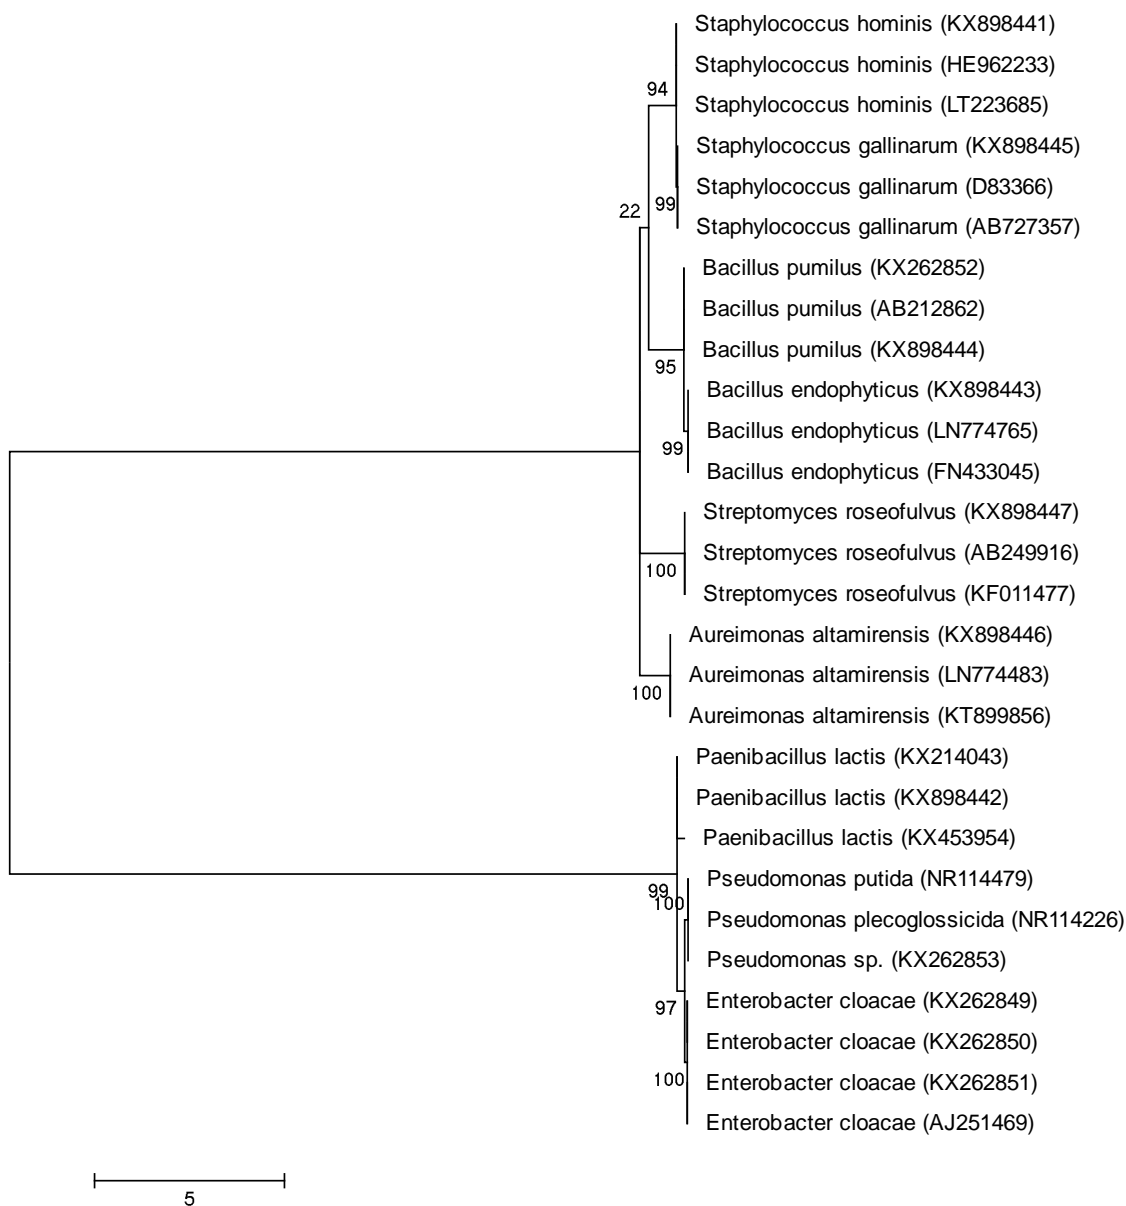 Staphylococcus hominis (KX898441)
Staphylococcus hominis (HE962233)
94
Staphylococcus hominis (LT223685)
Staphylococcus gallinarum (KX898445)
Staphylococcus gallinarum (D83366)
99
22
Staphylococcus gallinarum (AB727357)
Bacillus pumilus (KX262852)
Bacillus pumilus (AB212862)
Bacillus pumilus (KX898444)
95
Bacillus endophyticus (KX898443)
Bacillus endophyticus (LN774765)
99
Bacillus endophyticus (FN433045)
Streptomyces roseofulvus (KX898447)
Streptomyces roseofulvus (AB249916)
100
Streptomyces roseofulvus (KF011477)
Aureimonas altamirensis (KX898446)
Aureimonas altamirensis (LN774483)
100
Aureimonas altamirensis (KT899856)
Paenibacillus lactis (KX214043)
Paenibacillus lactis (KX898442)
Paenibacillus lactis (KX453954)
Pseudomonas putida (NR114479)
99
100
Pseudomonas plecoglossicida (NR114226)
Pseudomonas sp. (KX262853)
Enterobacter cloacae (KX262849)
97
Enterobacter cloacae (KX262850)
100
Enterobacter cloacae (KX262851)
Enterobacter cloacae (AJ251469)
5